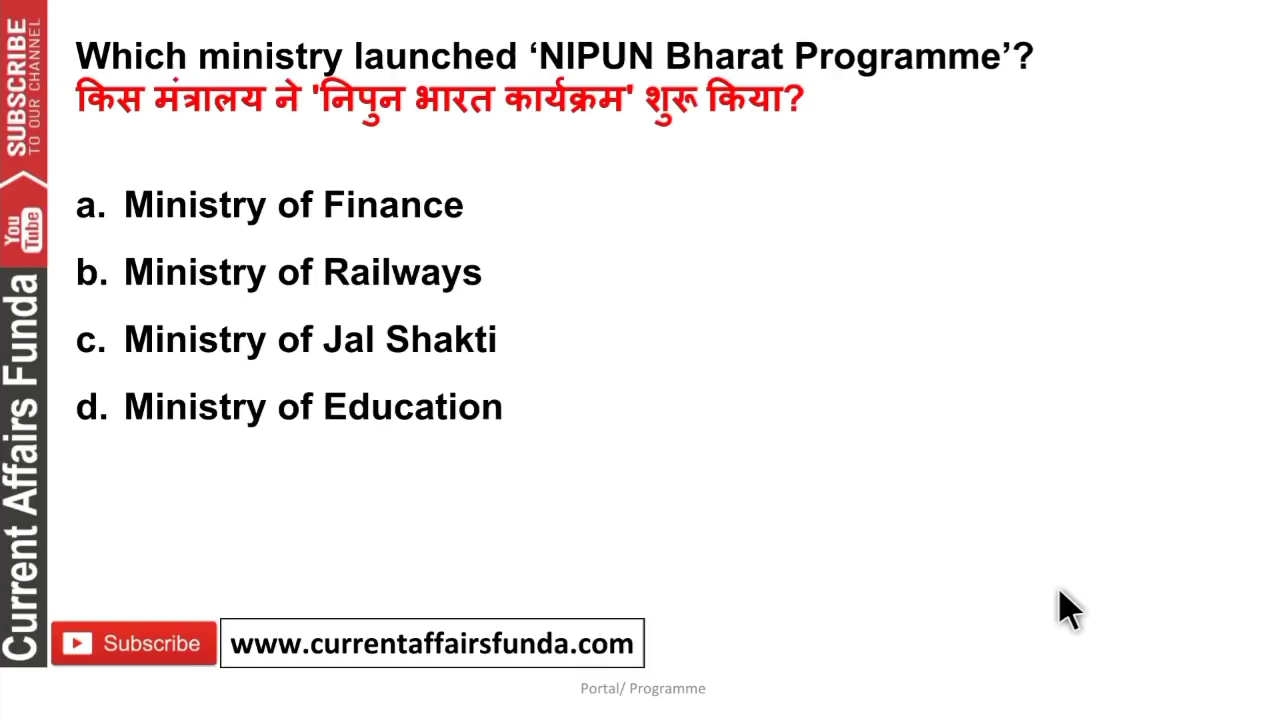 Which ministry launched ‘NIPUN Bharat Programme’?
किस मंत्रालय ने 'निपुन भारत कार्यक्रम' शुरू किया?
a. Ministry of Finance
b. Ministry of Railways
c. Ministry of Jal Shakti
d. Ministry of Education
SUBSCRIBE
TO OUR CHANNEL
You
Tube
Current Affairs Funda
Subscribe
www.currentaffairsfunda.com
Portal/ Programme